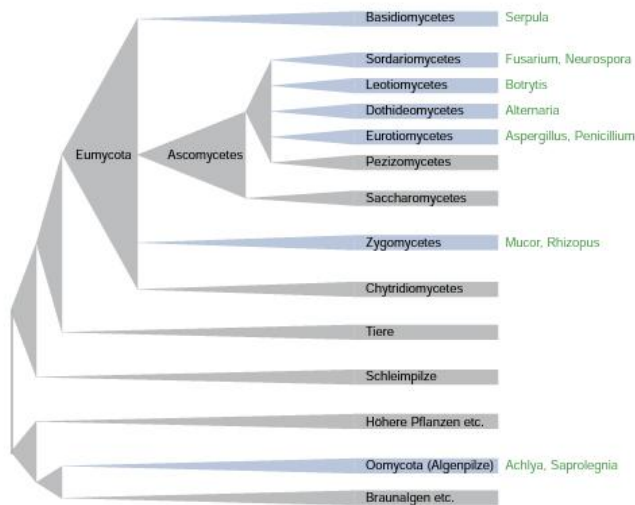 Basidiomycetes Serpula
Sordariomycetes Fusarium, Neurospora
Leotiomycetes Botrytis
Dothideomycetes Alternaria
Eurotiomycetes Aspergillus, Penicillium
Eumycota Ascomycetes Pezizomycetes
Saccharomycetes
Zygomycetes Mucor, Rhizopus
Chytridiomycetes
Tiere
Schleimpilze
Höhere Pflanzen etc.
Oomycota (Algenpilze) Achlya, Saprolegnia
Braunalgen etc.